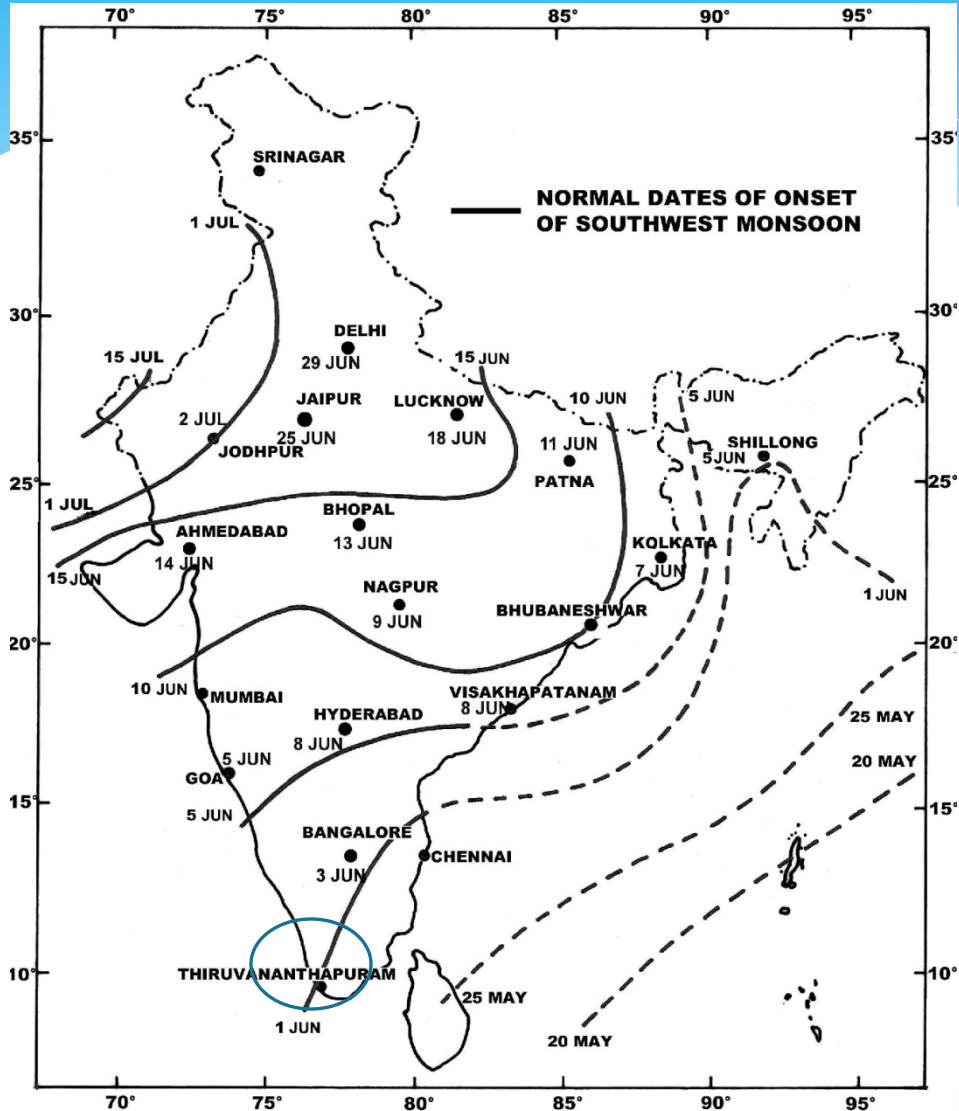 70°
75°
80°
85°
90°
95°
35°
35°
SRINAGAR
NORMAL DATES OF ONSET
OF SOUTHWEST MONSOON
1 JUL
30°
30°
DELHI
29 JUN
15 JUL
15 JUN
JAIPUR
25 JUN
LUCKNOW
18 JUN
10 JUN
5 JUN
2 JUL
JODHPUR
11 JUN
PATNA
SHILLONG
5 JUN
25°
25°
1 JUL
BHOPAL
13 JUN
AHMEDABAD
14 JUN
KOLKATA
7 JUN
15 JUN
NAGPUR
9 JUN
1 JUN
BHUBANESHWAR
20°
20°
10 JUN
MUMBAI
VISAKHAPATANAM
8 JUN
HYDERABAD
8 JUN
25 MAY
5 JUN
GOA
20 MAY
5 JUN
15°
15°
BANGALORE
3 JUN
CHENNAI
THIRUVANANTHAPURAM
10°
10°
1 JUN
25 MAY
20 MAY
70°
75°
80°
85°
90°
95°